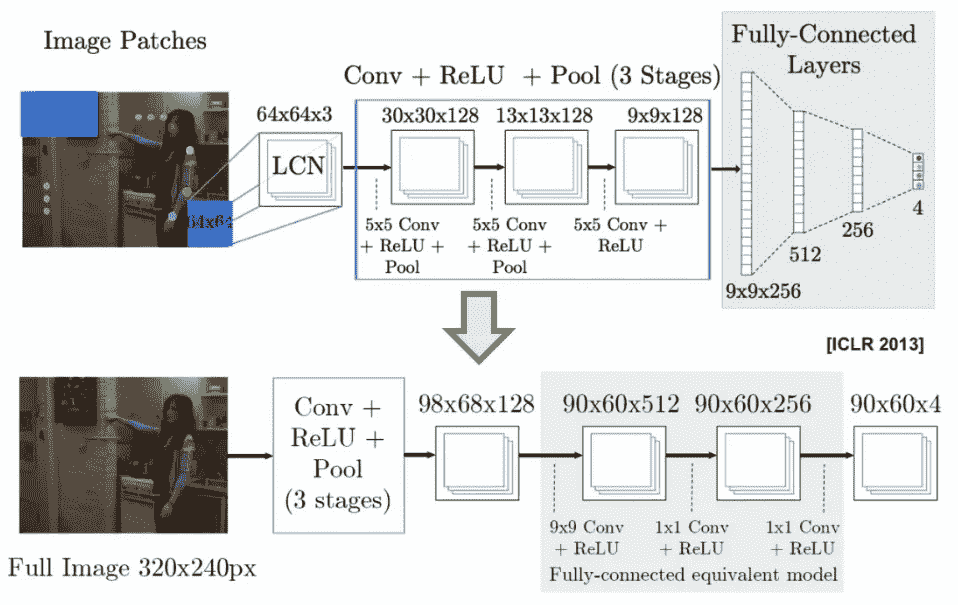 Image Patches
Fully-Connected
Layers
Conv + ReLU + Pool (3 Stages)
64x64x3
30x30x128
13x13x128
9x9x128
LCN
64x64
5x5 Conv
+ ReLU +
Pool
5x5 Conv
+ ReLU +
Pool
5x5 Conv +
ReLU
9x9x256
512
256
4
[ICLR 2013]
Conv +
ReLU +
Pool
(3 stages)
98x68x128
90x60x512
90x60x256
90x60x4
9x9 Conv
+ ReLU
1x1 Conv
+ ReLU
1x1 Conv
+ ReLU
Fully-connected equivalent model
Full Image 320x240px